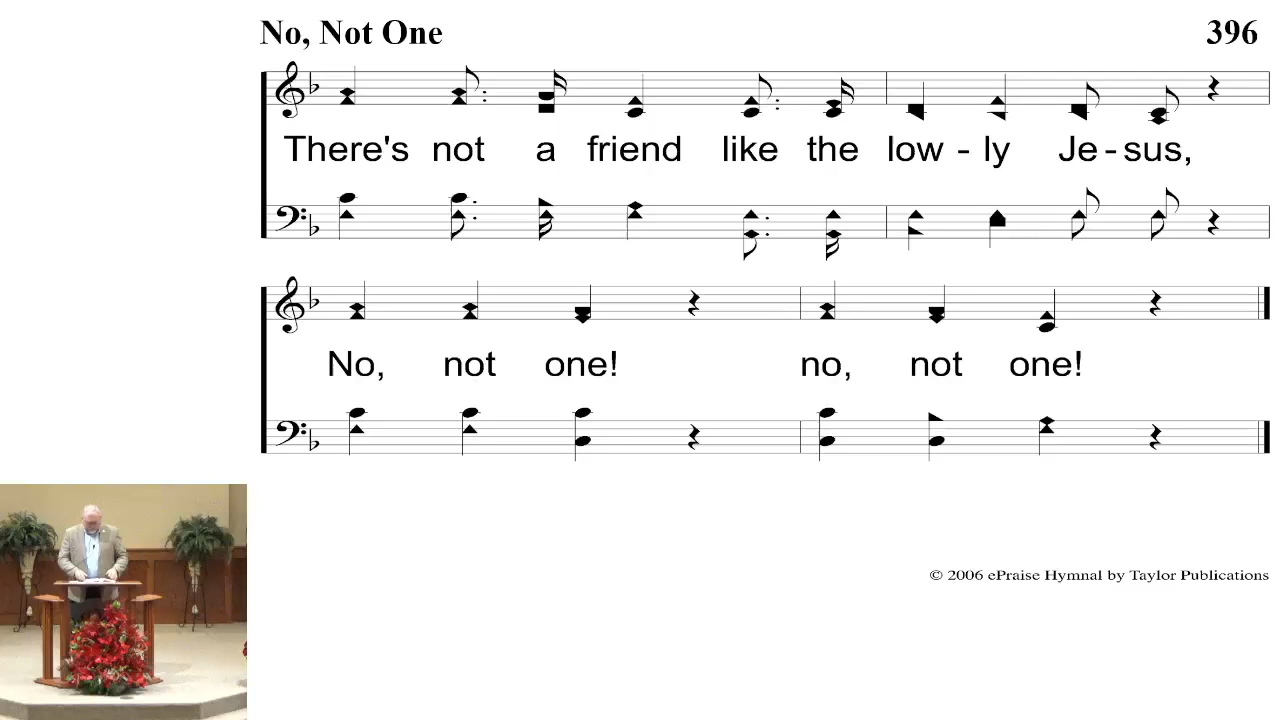 No, Not One 396
There's not a friend like the low - ly Je - sus,
No, not one! no, not one!
© 2006 ePraise Hymnal by Taylor Publications